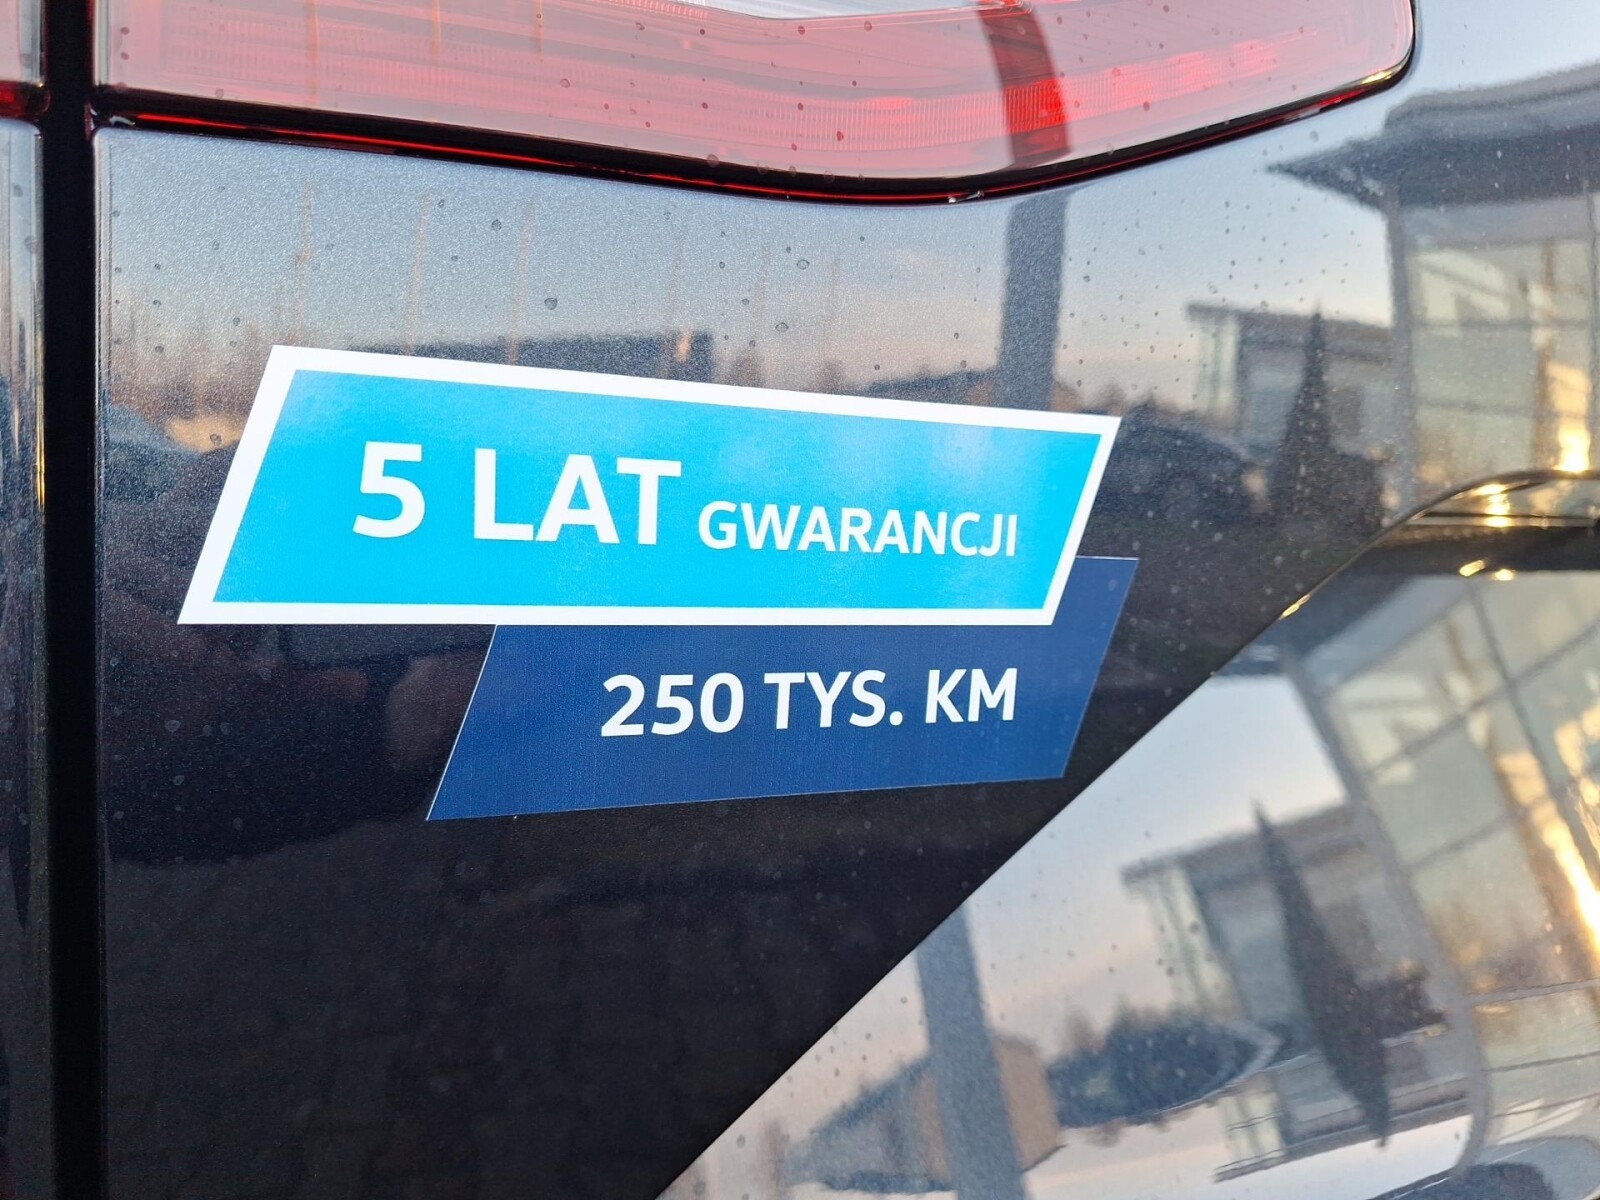 5 LAT GWARANCJI
250 TYS. KM